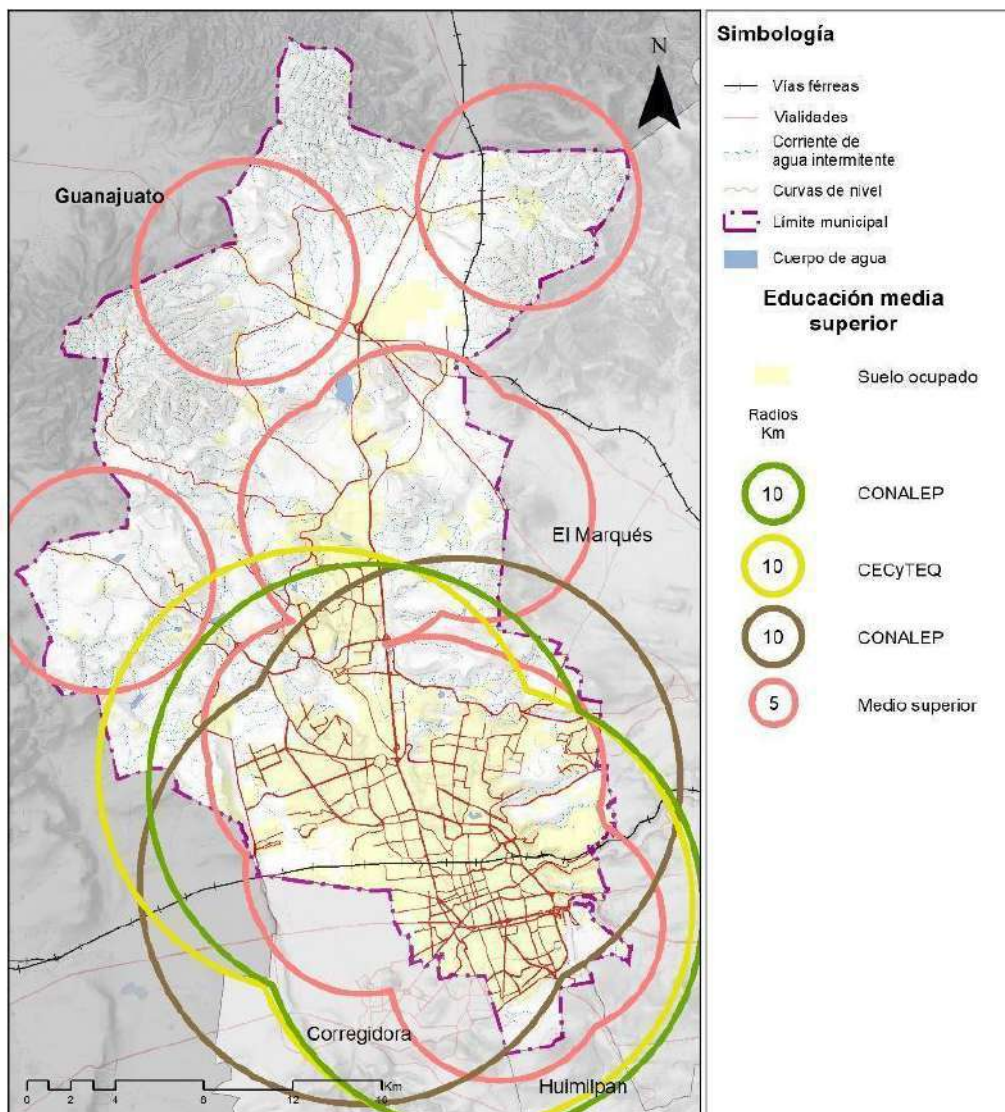 N
Guanajuato
El Marqués
Corregidora
Huimilpan
Km
0 2 4 8 12 16
Simbología
Vías férreas
Vialidades
Corriente de
agua intermitente
Curvas de nivel
Límite municipal
Cuerpo de agua
Educación media
superior
Suelo ocupado
Radios
Km
10 CONALEP
10 CECyTEQ
10 CONALEP
5 Medio superior